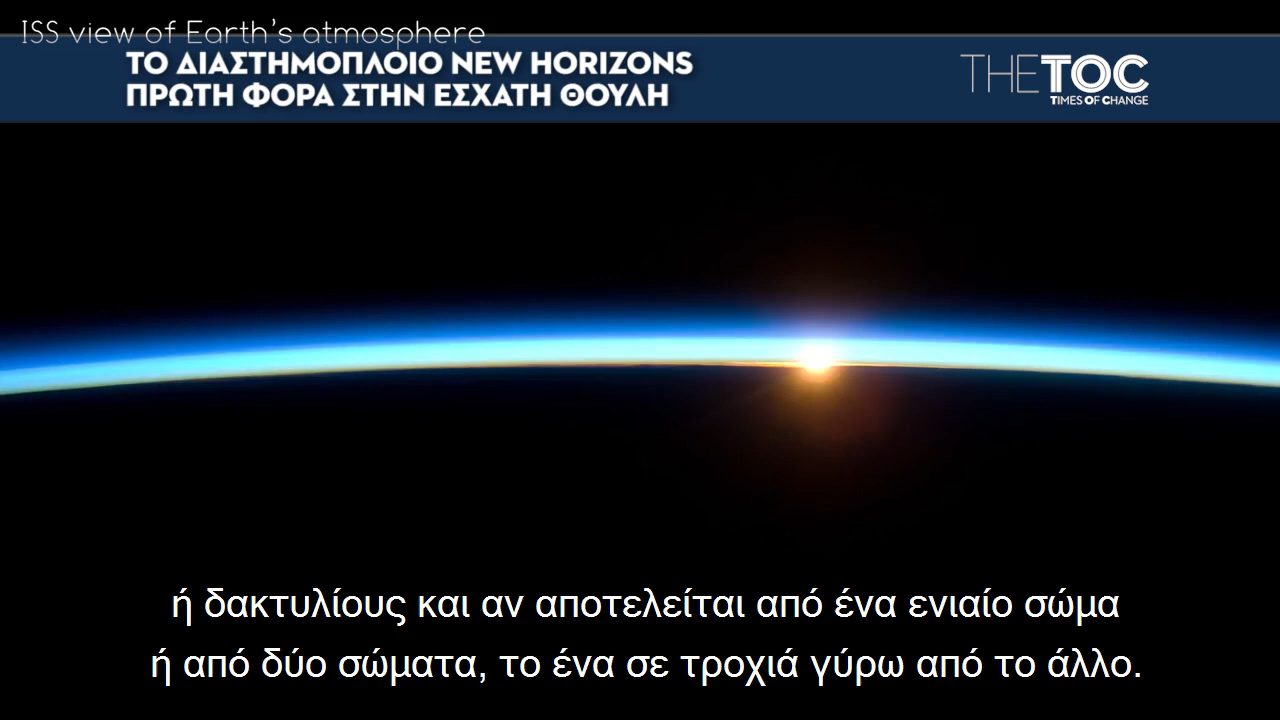 ISS view of Earth's atmosphere
ΤΟ ΔΙΑΣΤΗΜΟΠΛΟΙΟ NEW HORIZONS
ΠΡΩΤΗ ΦΟΡΑ ΣΤΗΝ ΕΣΧΑΤΗ ΘΟΥΛΗ
THETOC
TIMES OF CHANGE
ή δακτυλίους και αν αποτελείται από ένα ενιαίο σώμα
ή από δύο σώματα, το ένα σε τροχιά γύρω από το άλλο.